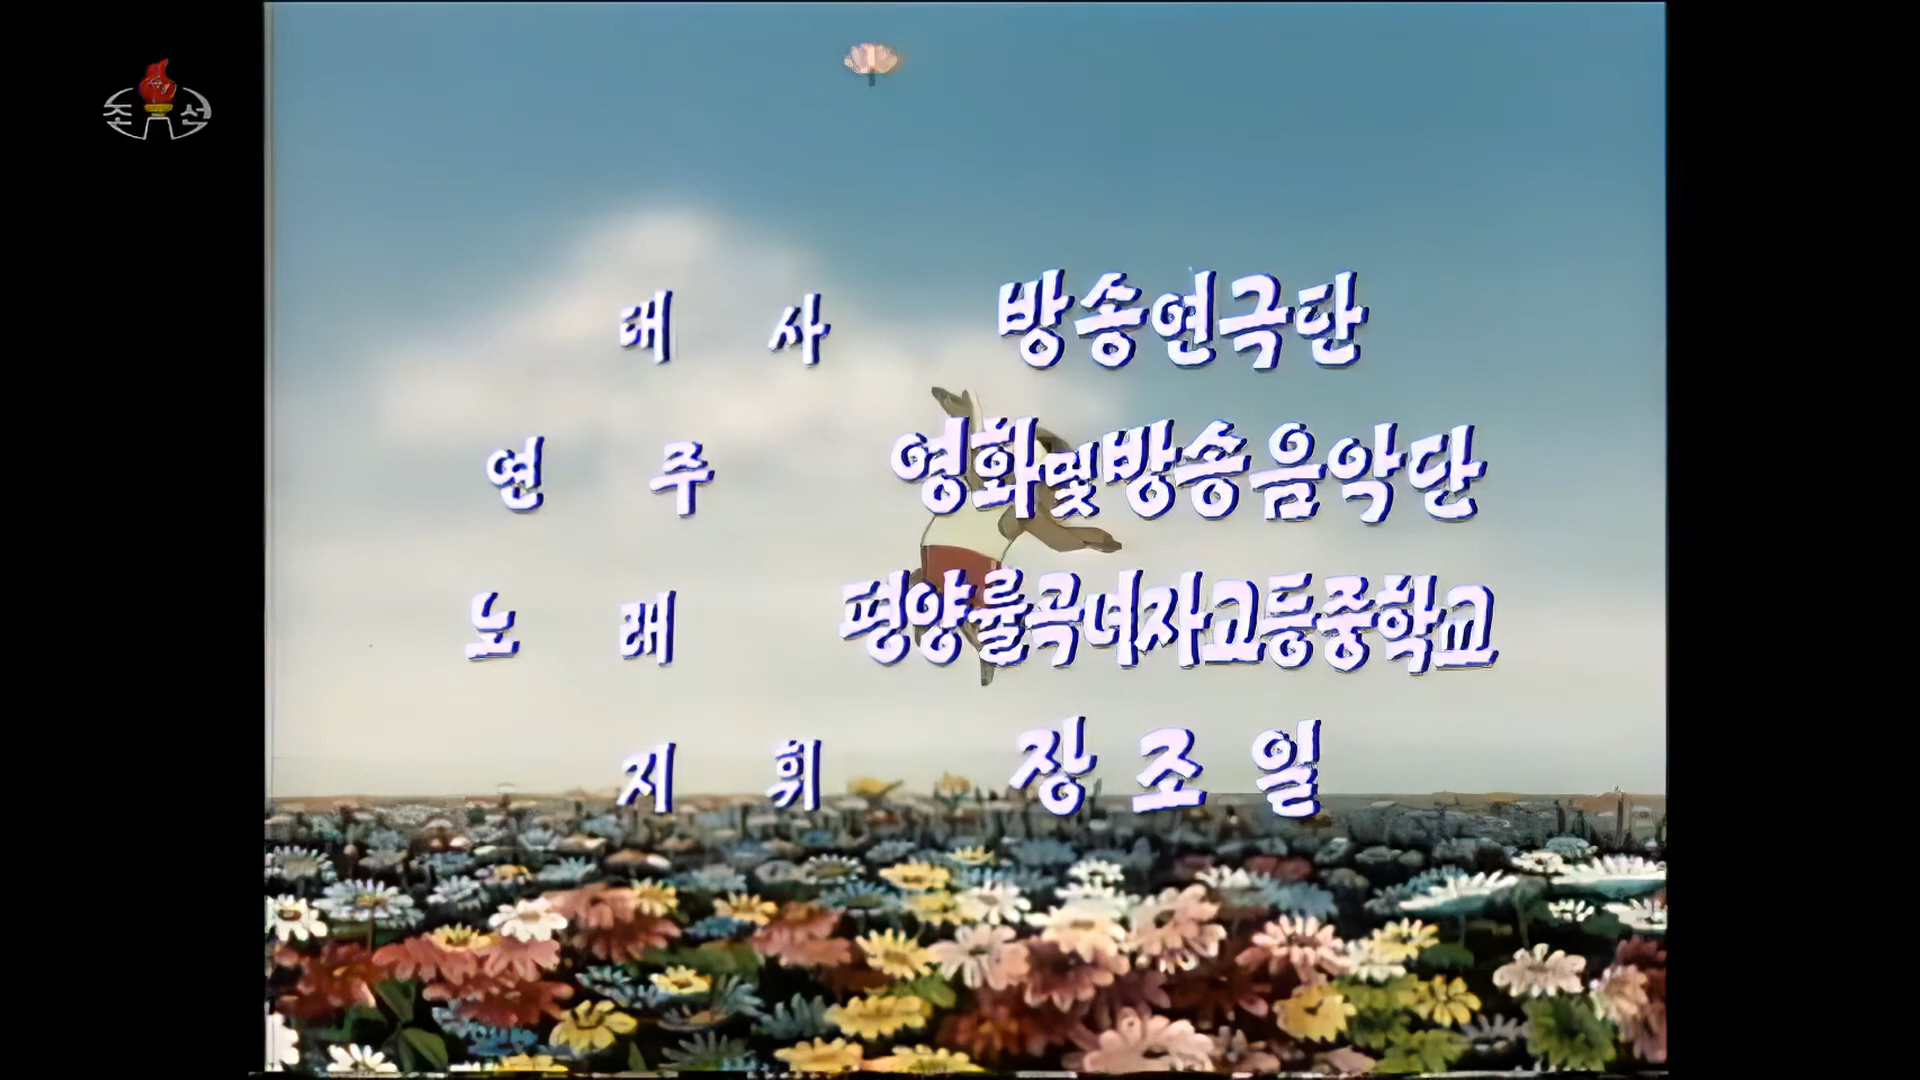 조선
대 사 방송연극단
연 주 영화및방송음악단
노 래 평양률곡녀자고등중학교
지 휘 장조일